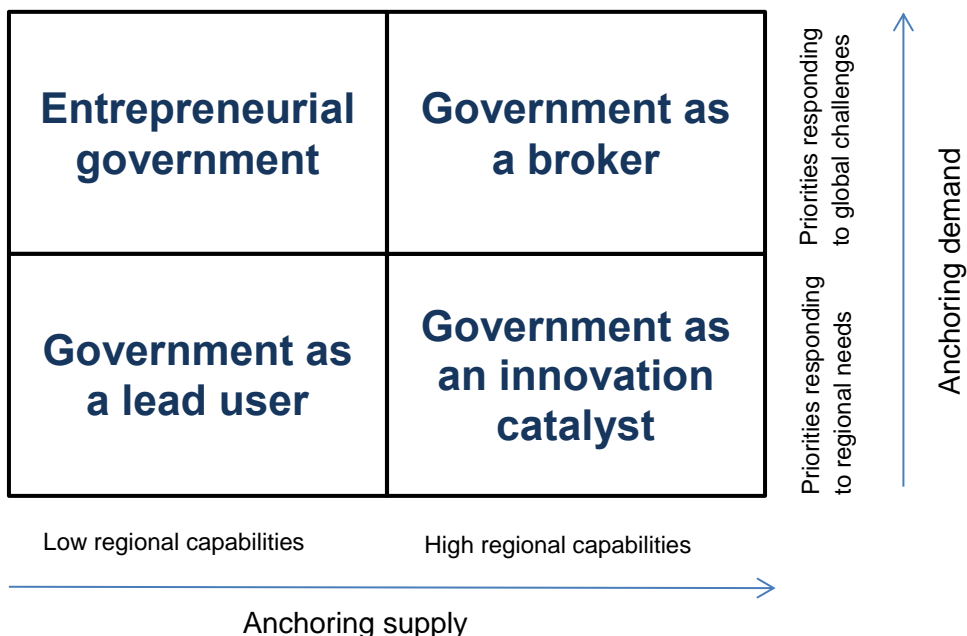 Entrepreneurial
government
Government as
a broker
Priorities responding
to global challenges
Government as
a lead user
Government as
an innovation
catalyst
Priorities responding
to regional needs
Anchoring demand
Low regional capabilities
High regional capabilities
Anchoring supply